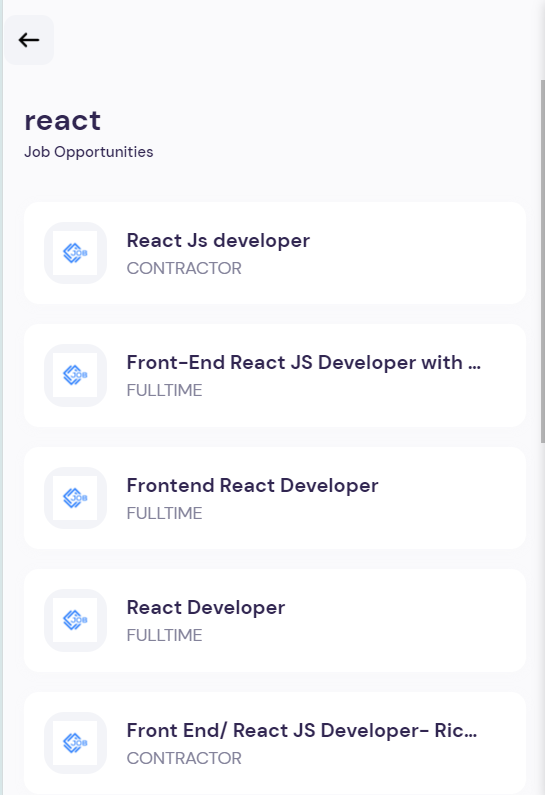 react
Job Opportunities
JOB
React Js developer
CONTRACTOR
JOB
Front-End React JS Developer with ...
FULLTIME
JOB
Frontend React Developer
FULLTIME
JOB
React Developer
FULLTIME
JOB
Front End/ React JS Developer- Ric...
CONTRACTOR